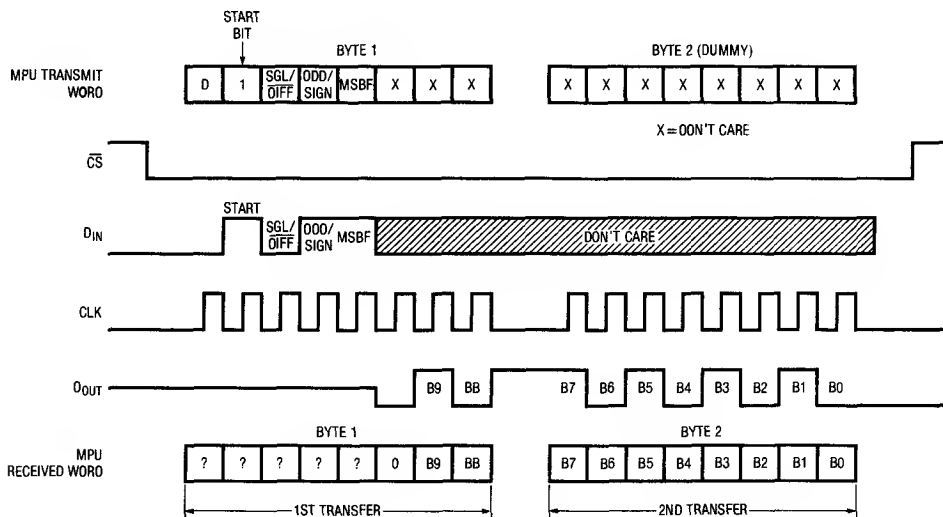 START
BIT
BYTE 1
BYTE 2 (DUMMY)
MPU TRANSMIT
WORO
D 1 SGL/ OIFF ODD/ SIGN MSBF X X X
X X X X X X X X
X = OON'T CARE
CS
START
DIN
SGL/ OIFF OOO/ SIGN MSBF
DON'T CARE
CLK
OOUT
B9 BB B7 B6 B5 B4 B3 B2 B1 B0
BYTE 1
BYTE 2
MPU
RECEIVED WORO
? ? ? ? ? 0 B9 BB
B7 B6 B5 B4 B3 B2 B1 B0
1ST TRANSFER
2ND TRANSFER